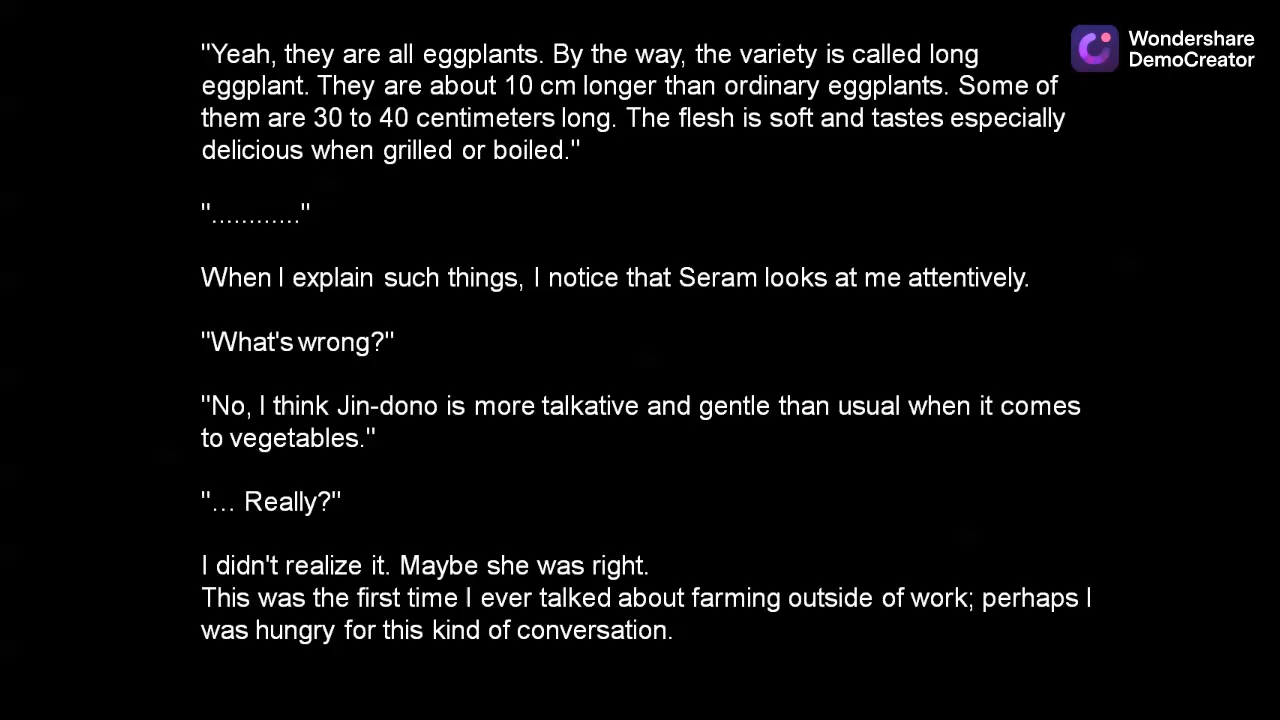 Wondershare
DemoCreator
"Yeah, they are all eggplants. By the way, the variety is called long
eggplant. They are about 10 cm longer than ordinary eggplants. Some of
them are 30 to 40 centimeters long. The flesh is soft and tastes especially
delicious when grilled or boiled."
"…………"
When I explain such things, I notice that Seram looks at me attentively.
"What's wrong?"
"No, I think Jin-dono is more talkative and gentle than usual when it comes
to vegetables."
"… Really?"
I didn't realize it. Maybe she was right.
This was the first time I ever talked about farming outside of work; perhaps I
was hungry for this kind of conversation.